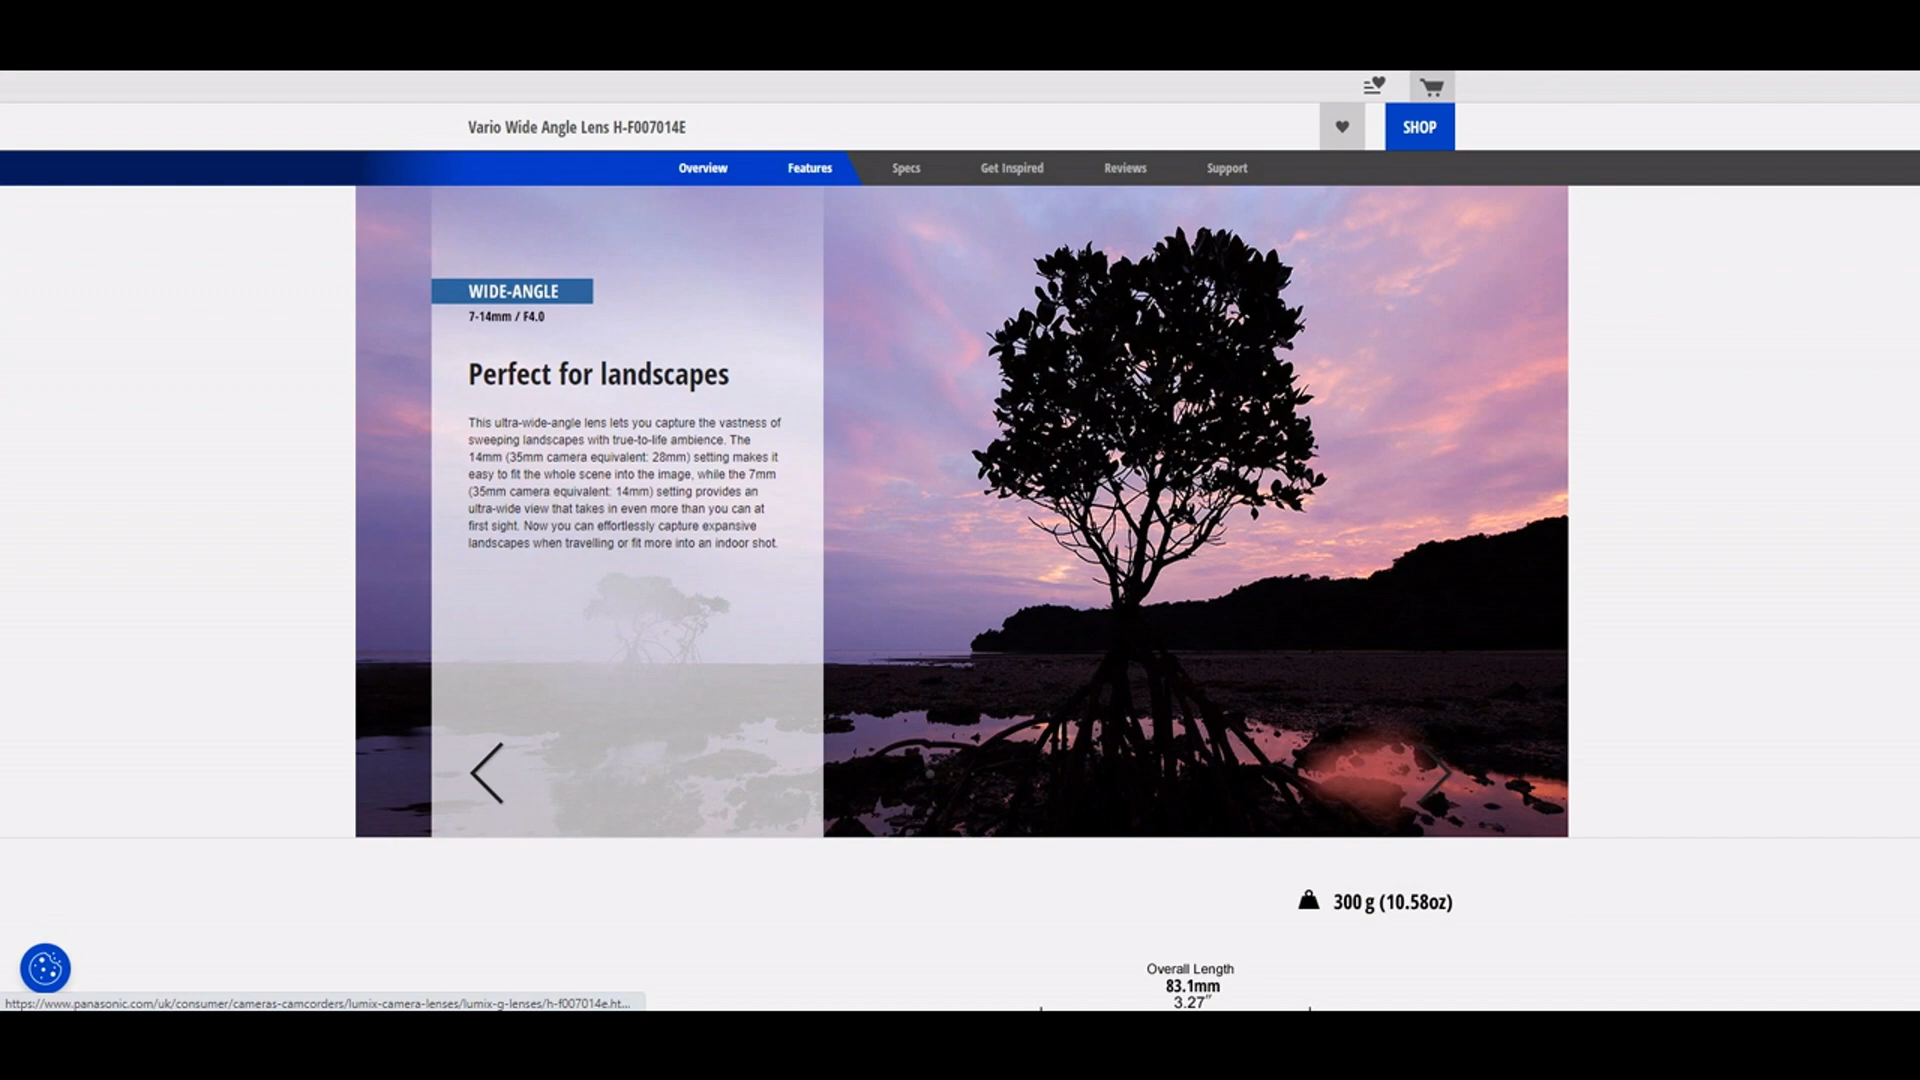 Vario Wide Angle Lens H-F007014E
SHOP
Overview
Features
Specs
Get Inspired
Reviews
Support
WIDE-ANGLE
7-14mm / F4.0
Perfect for landscapes
This ultra-wide-angle lens lets you capture the vastness of
sweeping landscapes with true-to-life ambience. The
14mm (35mm camera equivalent: 28mm) setting makes it
easy to fit the whole scene into the image, while the 7mm
(35mm camera equivalent: 14mm) setting provides an
ultra-wide view that takes in even more than you can at
first sight. Now you can effortlessly capture expansive
landscapes when travelling or fit more into an indoor shot.
300 g (10.58oz)
Overall Length
83.1mm
3.27"
https://www.panasonic.com/uk/consumer/cameras-camcorders/lumix-camera-lenses/lumix-g-lenses/h-f007014e.ht...